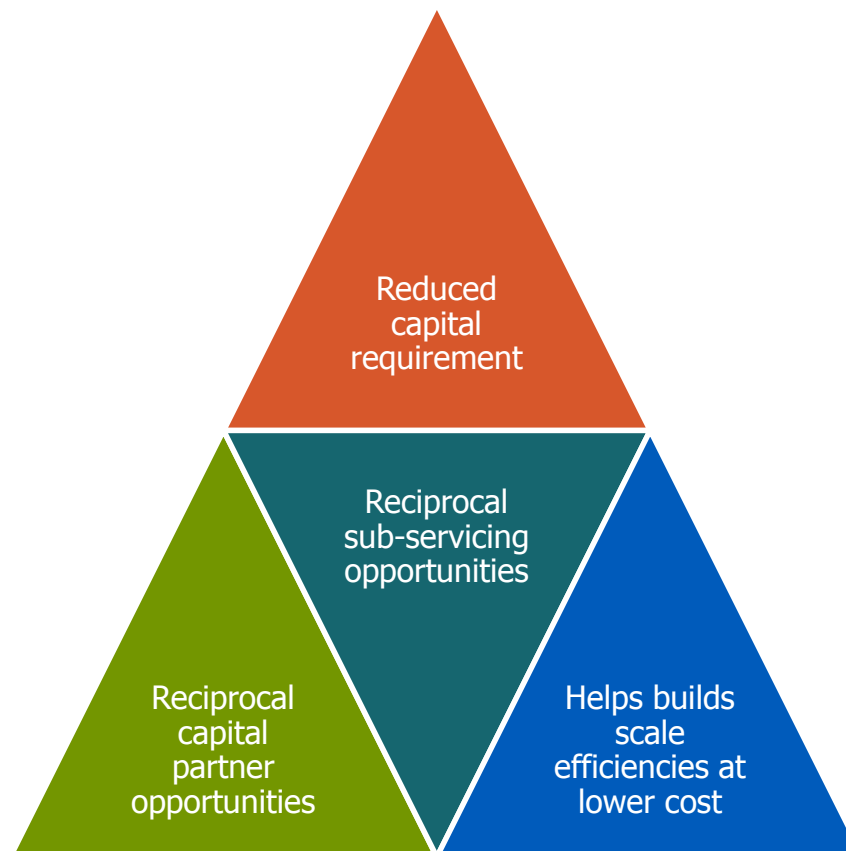 Reduced
capital
requirement
Reciprocal
sub-servicing
opportunities
Reciprocal
capital
partner
opportunities
Helps builds
scale
efficiencies at
lower cost